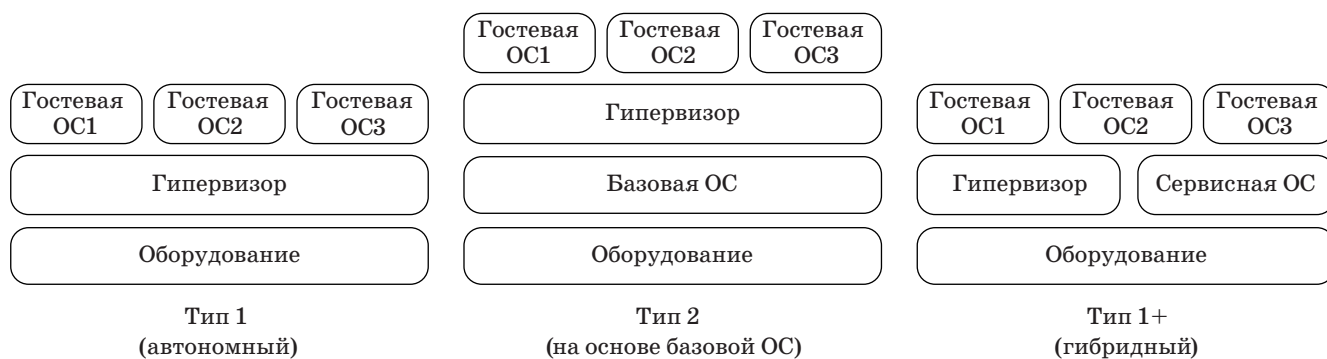 Гостевая
ОС1
Гостевая
ОС2
Гостевая
ОС3
Гипервизор
Оборудование
Тип 1
(автономный)
Гостевая
ОС1
Гостевая
ОС2
Гостевая
ОС3
Гипервизор
Базовая ОС
Оборудование
Тип 2
(на основе базовой ОС)
Гостевая
ОС1
Гостевая
ОС2
Гостевая
ОС3
Гипервизор
Сервисная ОС
Оборудование
Тип 1+
(гибридный)